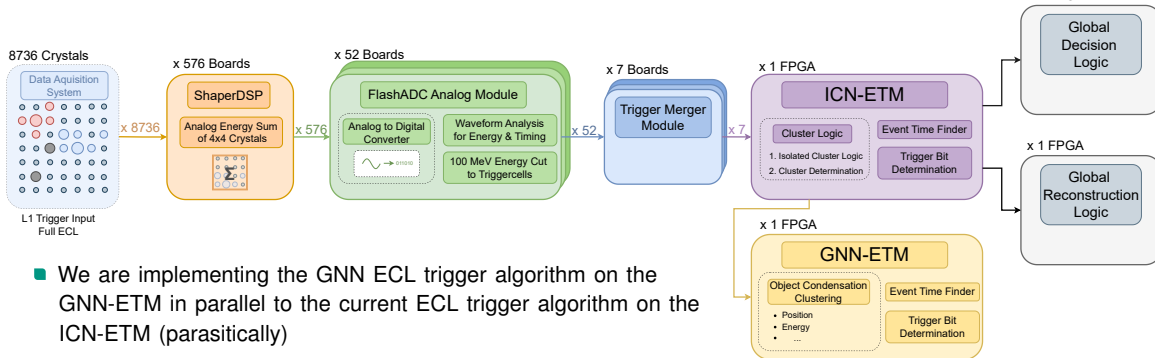 8736 Crystals
Data Aquisition
System
L1 Trigger Input
Full ECL
x 8736
x 576 Boards
ShaperDSP
Analog Energy Sum
of 4x4 Crystals
Σ
x 576
x 52 Boards
FlashADC Analog Module
Analog to Digital
Converter
Waveform Analysis
for Energy & Timing
100 MeV Energy Cut
to Triggercells
x 52
x 7 Boards
Trigger Merger
Module
x 7
x 1 FPGA
ICN-ETM
Cluster Logic
1. Isolated Cluster Logic
2. Cluster Determination
Event Time Finder
Trigger Bit
Determination
Global
Decision
Logic
x 1 FPGA
Global
Reconstruction
Logic
x 1 FPGA
GNN-ETM
Object Condensation
Clustering
• Position
• Energy
• ...
Event Time Finder
Trigger Bit
Determination
We are implementing the GNN ECL trigger algorithm on the
GNN-ETM in parallel to the current ECL trigger algorithm on the
ICN-ETM (parasitically)